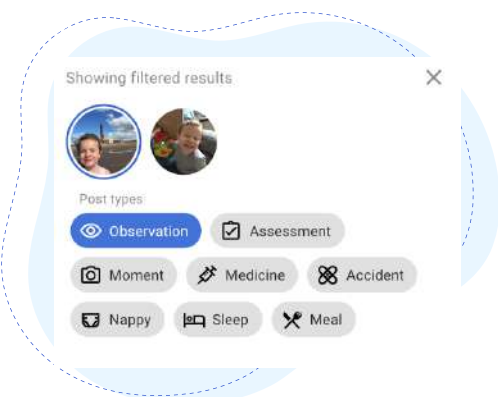 Showing filtered results
Post types
Observation
Assessment
Moment
Medicine
Accident
Nappy
Sleep
Meal